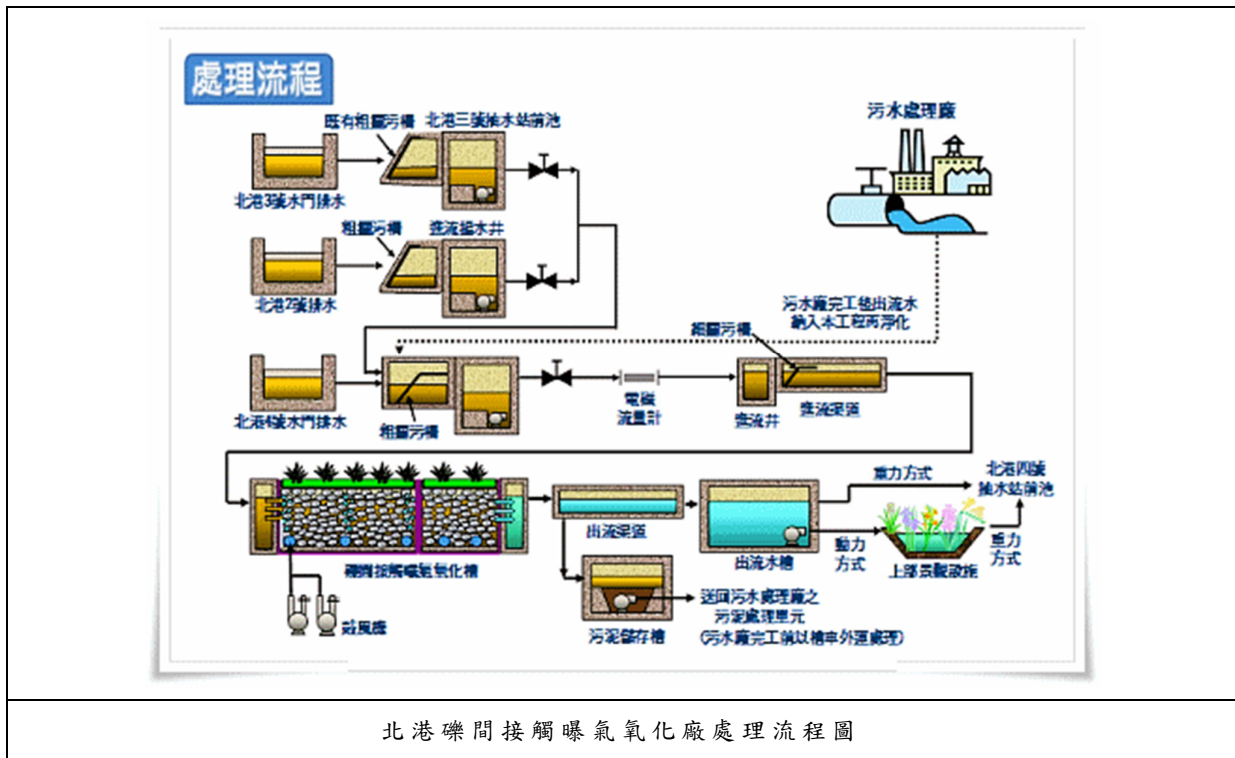 處理流程
既有粗攔污柵
北港三號抽水站前池
污水處理廠
北港3號水門排水
粗攔污柵
進流抽水井
北港2號排水
污水廠完工後出流水
納入本工程再淨化
細攔污柵
北港4號水門排水
粗攔污柵
電磁
流量計
進流井
進流渠道
重力方式
北港四號
抽水站前池
出流渠道
出流水槽
動力
方式
上部景觀設施
重力
方式
礫間接觸曝氣氧化槽
鼓風機
污泥儲存槽
送回污水處理廠之
污泥處理單元
(污水廠完工前以槽車外運處理)
北港礫間接觸曝氣氧化廠處理流程圖